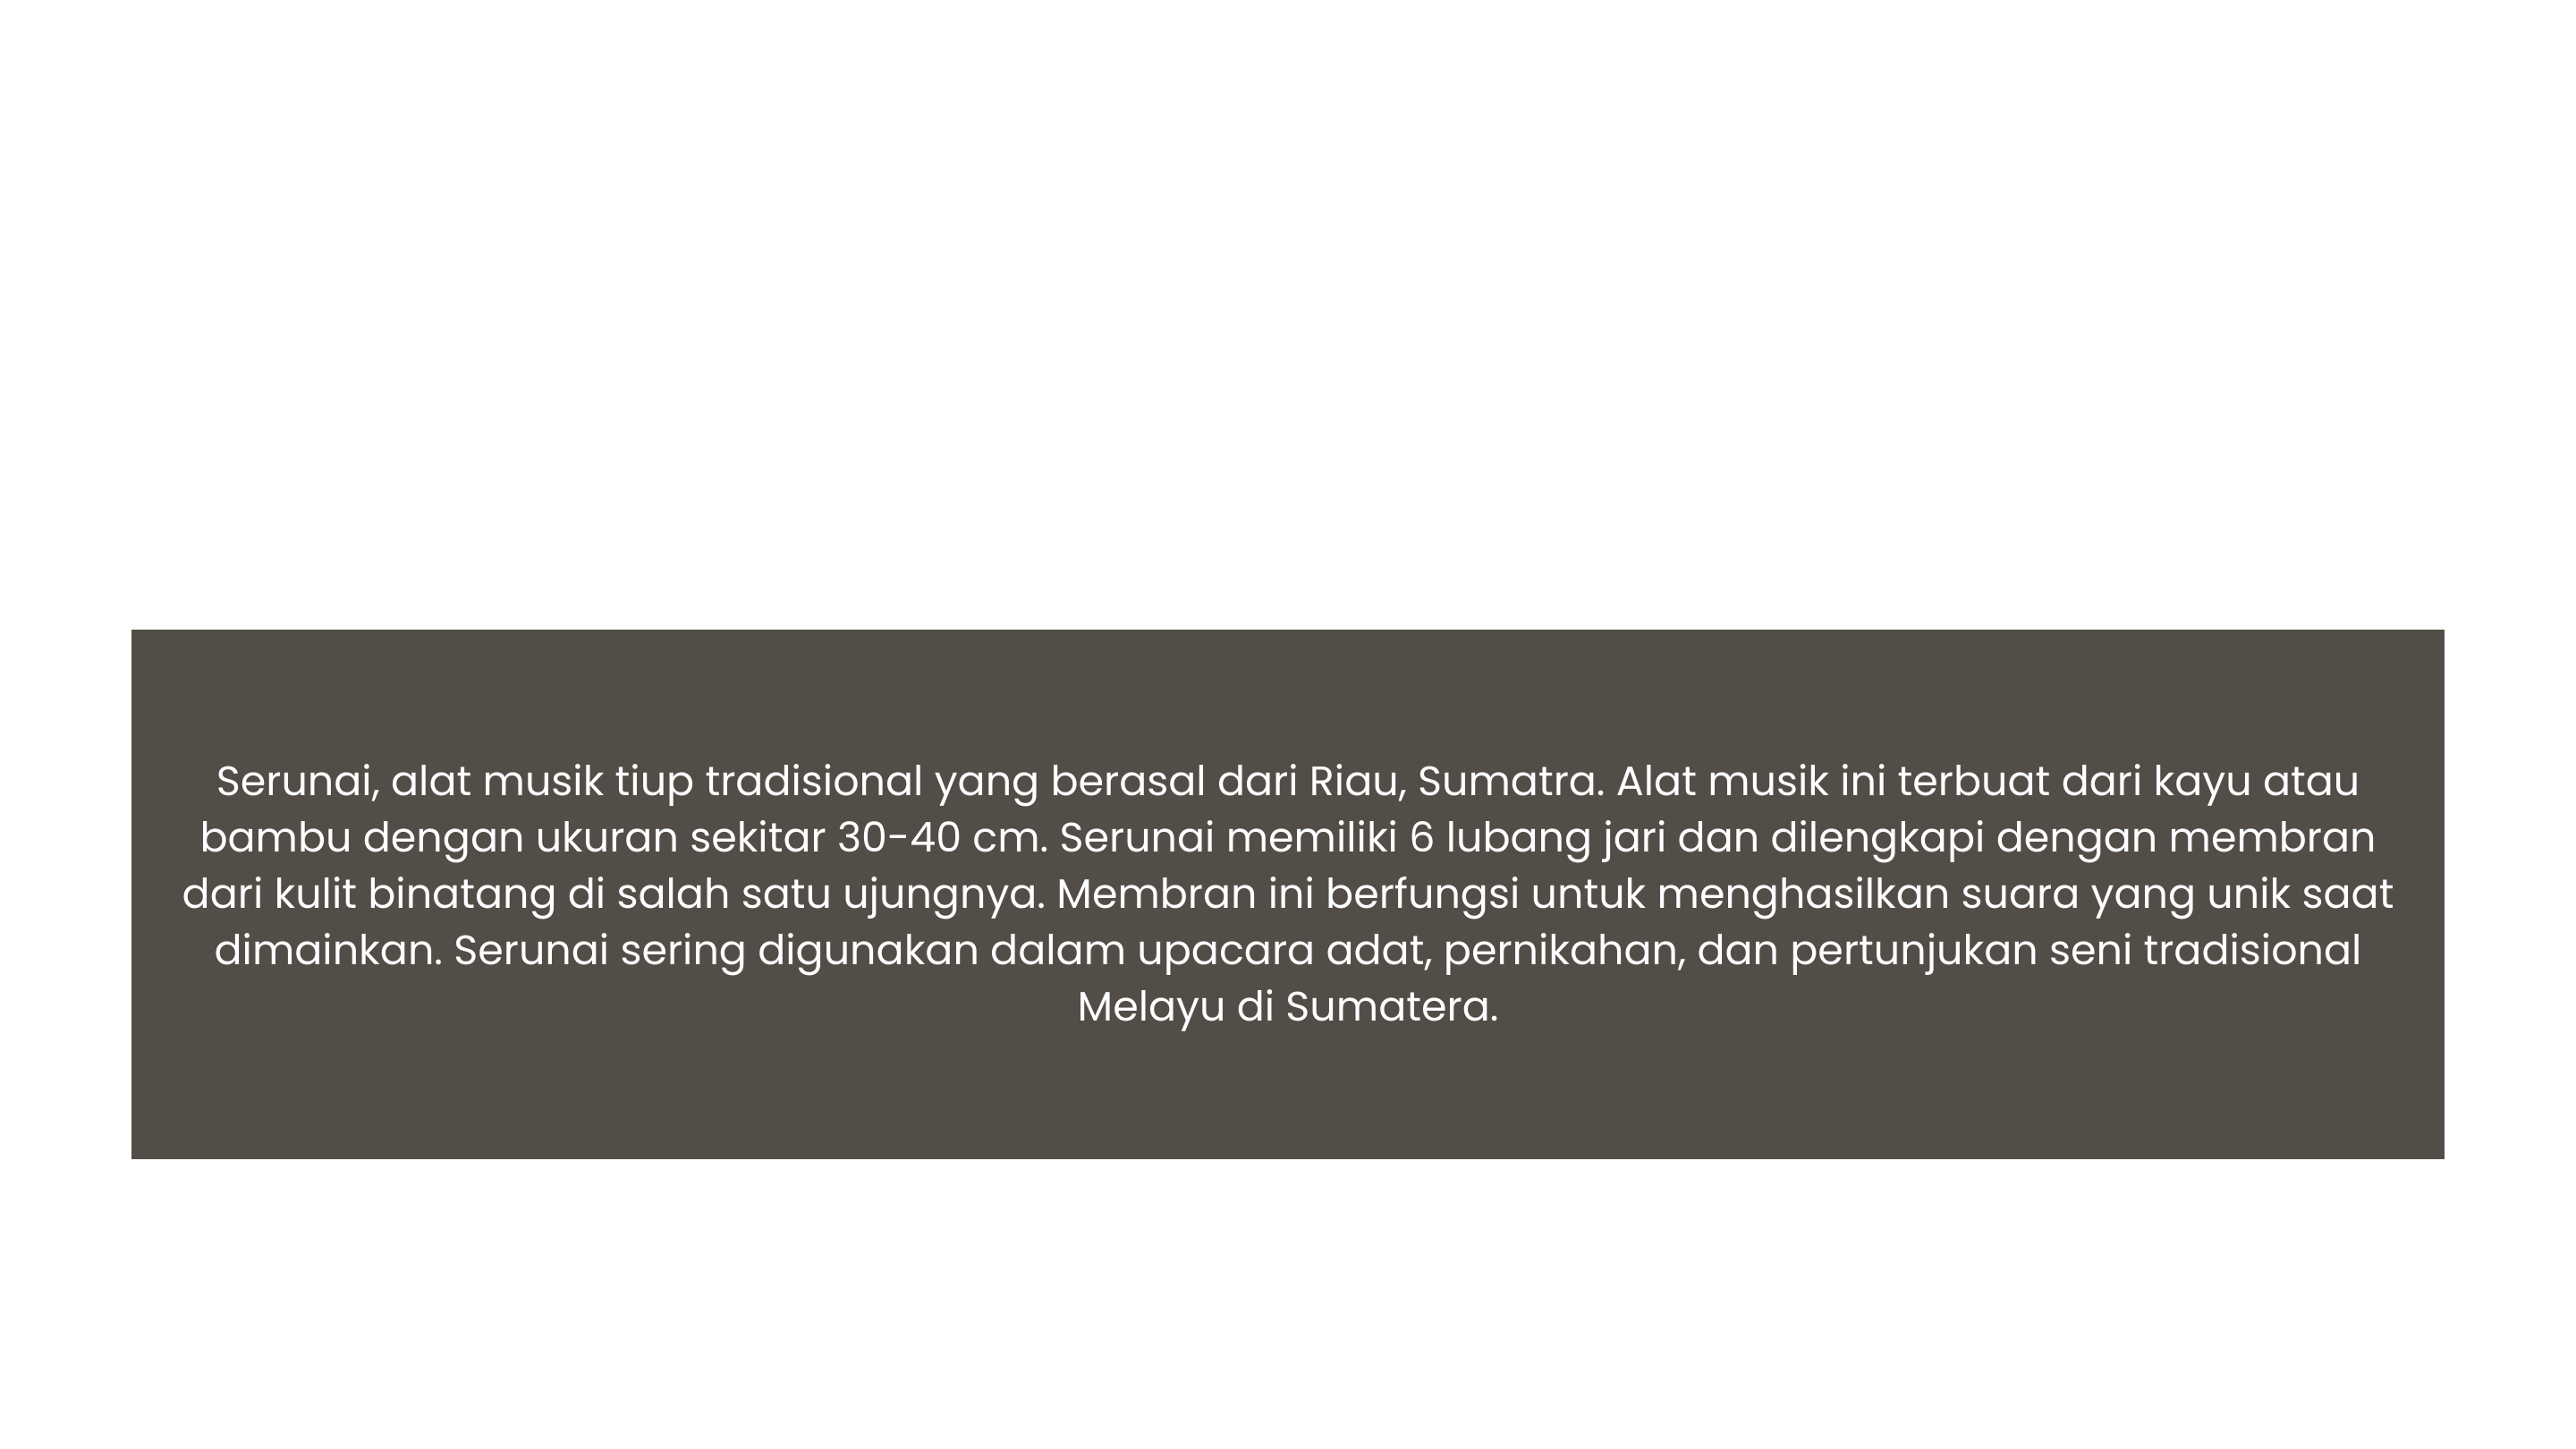 Serunai, alat musik tiup tradisional yang berasal dari Riau, Sumatra. Alat musik ini terbuat dari kayu atau
bambu dengan ukuran sekitar 30-40 cm. Serunai memiliki 6 lubang jari dan dilengkapi dengan membran
dari kulit binatang di salah satu ujungnya. Membran ini berfungsi untuk menghasilkan suara yang unik saat
dimainkan. Serunai sering digunakan dalam upacara adat, pernikahan, dan pertunjukan seni tradisional
Melayu di Sumatera.